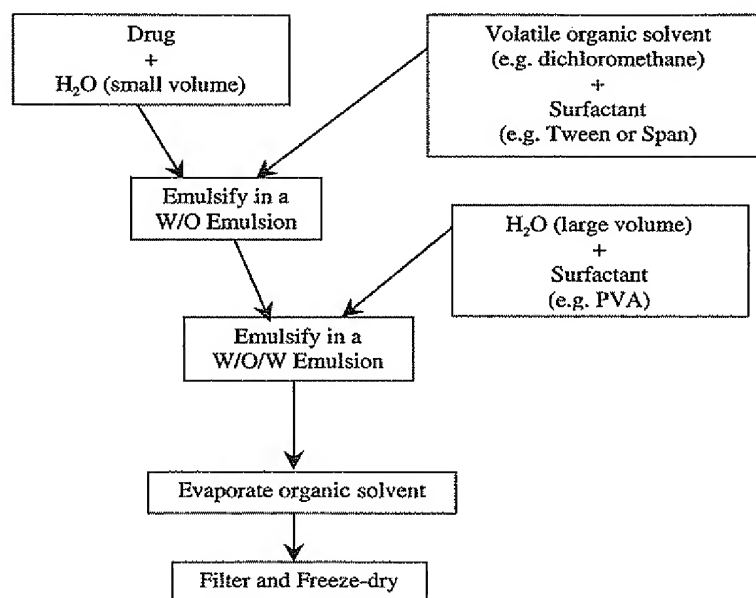 Drug
+
H₂O (small volume)
Volatile organic solvent
(e.g. dichloromethane)
+
Surfactant
(e.g. Tween or Span)
Emulsify in a
W/O Emulsion
H₂O (large volume)
+
Surfactant
(e.g. PVA)
Emulsify in a
W/O/W Emulsion
Evaporate organic solvent
Filter and Freeze-dry